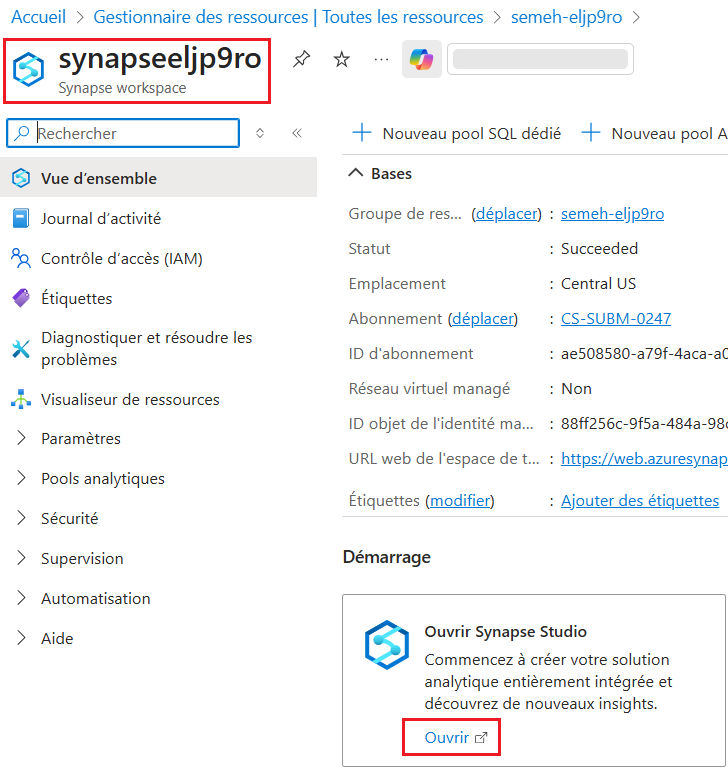 Accueil > Gestionnaire des ressources | Toutes les ressources > semeh-eljp9ro >
synapseeljp9ro
Synapse workspace
Rechercher
Nouveau pool SQL dédié
Nouveau pool A
Vue d'ensemble
Journal d'activité
Contrôle d'accès (IAM)
Étiquettes
Diagnostiquer et résoudre les
problèmes
Visualiseur de ressources
Paramètres
Pools analytiques
Sécurité
Supervision
Automatisation
Aide
Bases
Groupe de res... (déplacer) : semeh-eljp9ro
Statut : Succeeded
Emplacement : Central US
Abonnement (déplacer) : CS-SUBM-0247
ID d'abonnement : ae508580-a79f-4aca-a0
Réseau virtuel managé : Non
ID objet de l'identité ma... : 88ff256c-9f5a-484a-98
URL web de l'espace de t... : https://web.azuresynap
Étiquettes (modifier) : Ajouter des étiquettes
Démarrage
Ouvrir Synapse Studio
Commencez à créer votre solution
analytique entièrement intégrée et
découvrez de nouveaux insights.
Ouvrir